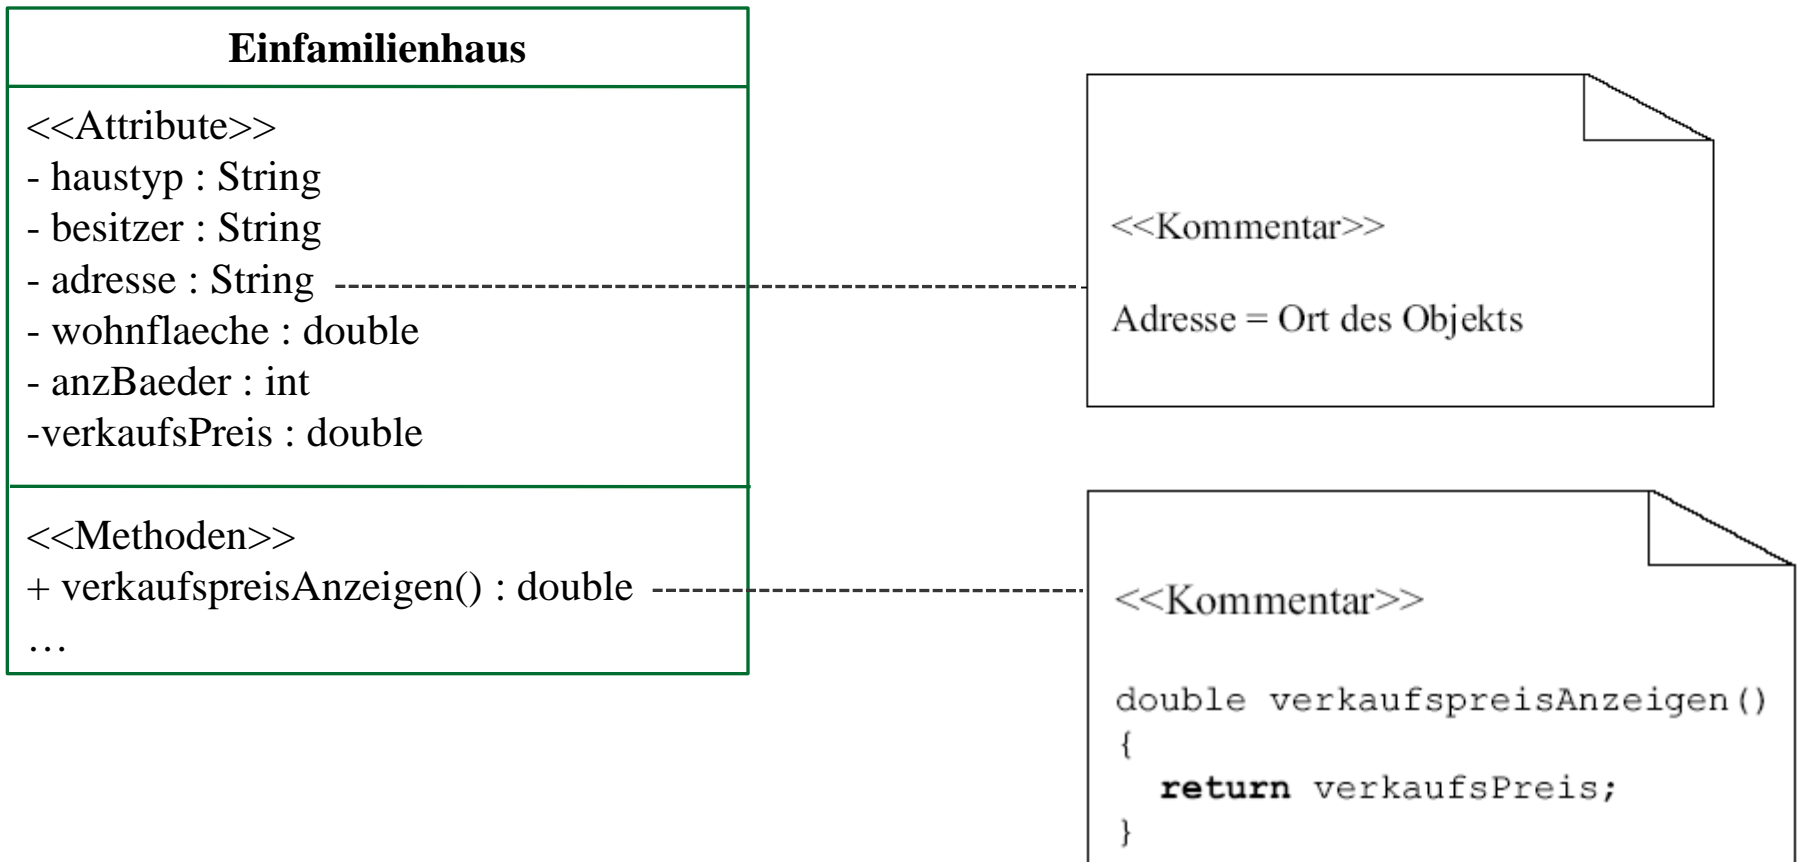 Einfamilienhaus
<<Attribute>>
- haustyp : String
- besitzer : String
- adresse : String
- wohnflaeche : double
- anzBaeder : int
-verkaufsPreis : double
<<Methoden>>
+ verkaufspreisAnzeigen() : double
…
<<Kommentar>>
Adresse = Ort des Objekts
<<Kommentar>>
double verkaufspreisAnzeigen()
{
return verkaufsPreis;
}